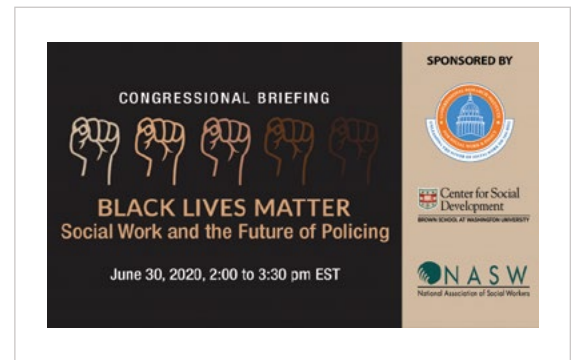 CONGRESSIONAL BRIEFING
BLACK LIVES MATTER
Social Work and the Future of Policing
June 30, 2020, 2:00 to 3:30 pm EST
SPONSORED BY
Center for Social
Development
BROWN SCHOOL AT WASHINGTON UNIVERSITY
NASW
National Association of Social Workers